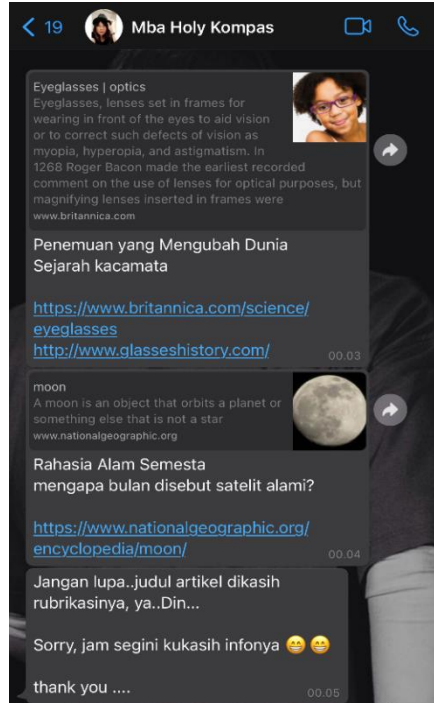 19
Mba Holy Kompas
Eyeglasses | optics
Eyeglasses, lenses set in frames for
wearing in front of the eyes to aid vision
or to correct such defects of vision as
myopia, hyperopia, and astigmatism. In
1268 Roger Bacon made the earliest recorded
comment on the use of lenses for optical purposes, but
magnifying lenses inserted in frames were
www.britannica.com
Penemuan yang Mengubah Dunia
Sejarah kacamata
https://www.britannica.com/science/
eyeglasses
http://www.glasseshistory.com/
00.03
moon
A moon is an object that orbits a planet or
something else that is not a star
www.nationalgeographic.org
Rahasia Alam Semesta
mengapa bulan disebut satelit alami?
https://www.nationalgeographic.org/
encyclopedia/moon/
00.04
Jangan lupa..judul artikel dikasih
rubrikasinya, ya..Din...
Sorry, jam segini kukasih infonya 😁 😁
thank you ....
00.05